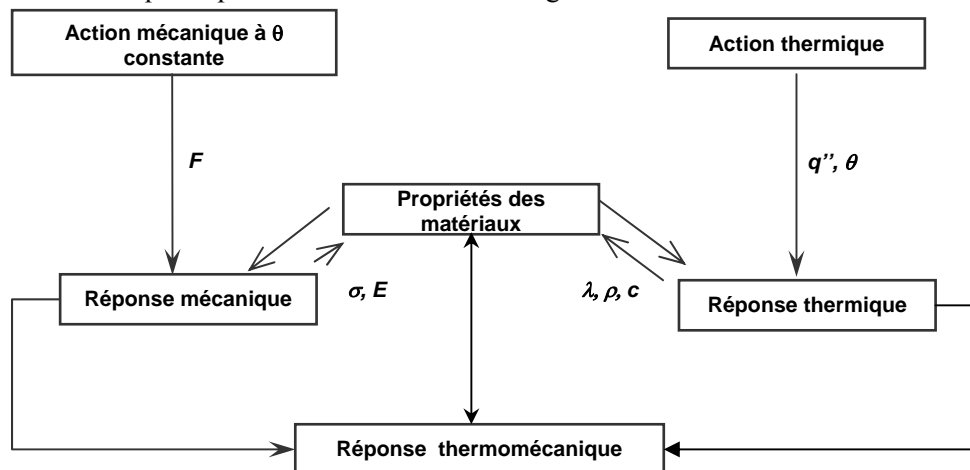 Action mécanique à θ
constante
Action thermique
F
q’’, θ
Propriétés des
matériaux
Réponse mécanique
σ, E
λ, ρ, c
Réponse thermique
Réponse thermomécanique